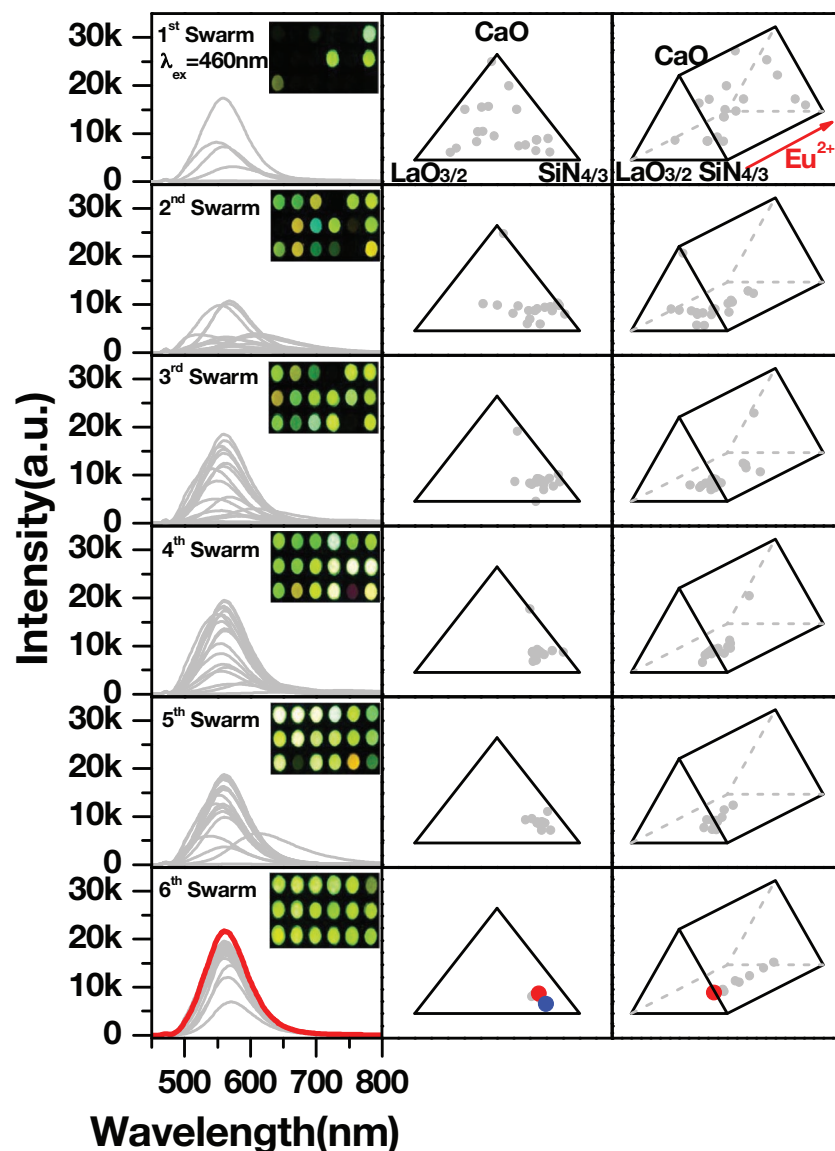 30k
20k
10k
0
1st Swarm
λex=460nm
CaO
LaO3/2
SiN4/3
CaO
LaO3/2
SiN4/3
Eu2+
30k
20k
10k
0
2nd Swarm
30k
20k
10k
0
3rd Swarm
30k
20k
10k
0
4th Swarm
30k
20k
10k
0
5th Swarm
30k
20k
10k
0
6th Swarm
500
600
700
800
Intensity(a.u.)
Wavelength(nm)